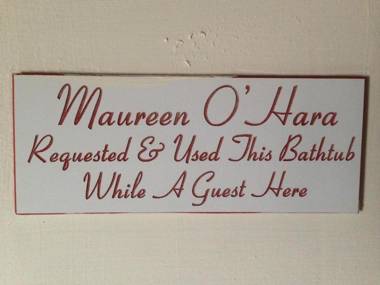 Maureen O'Hara
Requested & Used This Bathtub
While A Guest Here